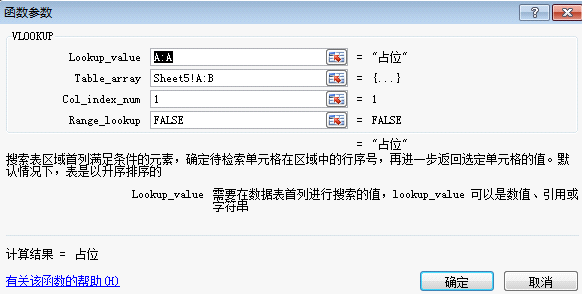 函数参数
VLOOKUP
Lookup_value A:A = "占位"
Table_array Sheet5!A:B = {...}
Col_index_num 1 = 1
Range_lookup FALSE = FALSE
= "占位"
搜索表区域首列满足条件的元素，确定待检索单元格在区域中的行序号，再进一步返回选定单元格的值。默
认情况下，表是以升序排序的
Lookup_value 需要在数据表首列进行搜索的值，lookup_value 可以是数值、引用或
字符串
计算结果 = 占位
有关该函数的帮助(H)
确定 取消